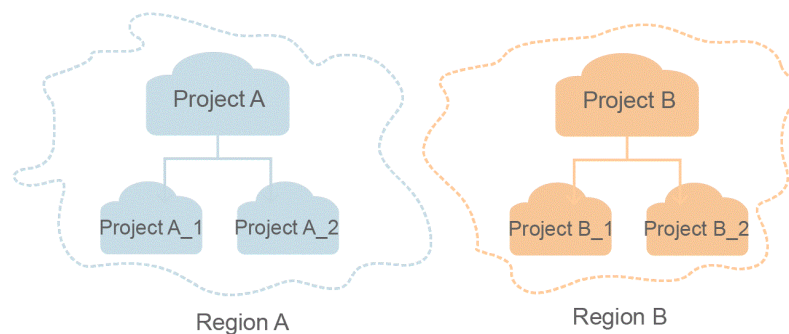 Project A
Project B
Project A_1
Project A_2
Project B_1
Project B_2
Region A
Region B